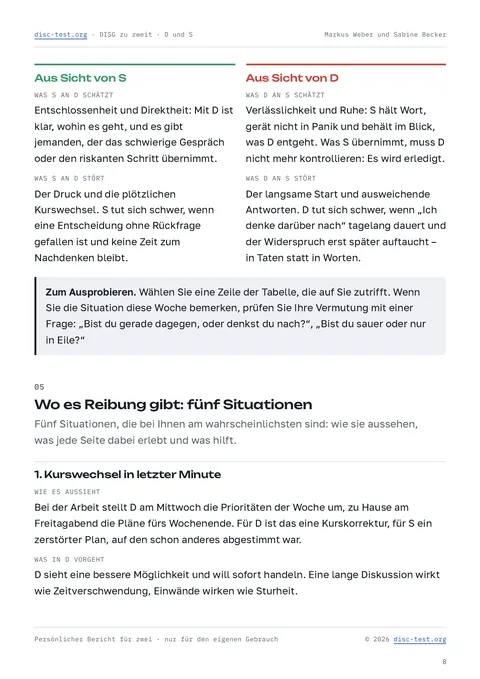 disc-test.org · DISG zu zweit · D und S
Markus Weber und Sabine Becker
Aus Sicht von S
WAS S AN D SCHÄTZT
Entschlossenheit und Direktheit: Mit D ist
klar, wohin es geht, und es gibt
jemanden, der das schwierige Gespräch
oder den riskanten Schritt übernimmt.
WAS S AN D STÖRT
Der Druck und die plötzlichen
Kurswechsel. S tut sich schwer, wenn
eine Entscheidung ohne Rückfrage
gefallen ist und keine Zeit zum
Nachdenken bleibt.
Aus Sicht von D
WAS D AN S SCHÄTZT
Verlässlichkeit und Ruhe: S hält Wort,
gerät nicht in Panik und behält im Blick,
was D entgeht. Was S übernimmt, muss D
nicht mehr kontrollieren: Es wird erledigt.
WAS D AN S STÖRT
Der langsame Start und ausweichende
Antworten. D tut sich schwer, wenn „Ich
denke darüber nach“ tagelang dauert und
der Widerspruch erst später auftaucht –
in Taten statt in Worten.
Zum Ausprobieren. Wählen Sie eine Zeile der Tabelle, die auf Sie zutrifft. Wenn
Sie die Situation diese Woche bemerken, prüfen Sie Ihre Vermutung mit einer
Frage: „Bist du gerade dagegen, oder denkst du nach?“, „Bist du sauer oder nur
in Eile?“
05
Wo es Reibung gibt: fünf Situationen
Fünf Situationen, die bei Ihnen am wahrscheinlichsten sind: wie sie aussehen,
was jede Seite dabei erlebt und was hilft.
1. Kurswechsel in letzter Minute
WIE ES AUSSIEHT
Bei der Arbeit stellt D am Mittwoch die Prioritäten der Woche um, zu Hause am
Freitagabend die Pläne fürs Wochenende. Für D ist das eine Kurskorrektur, für S ein
zerstörter Plan, auf den schon anderes abgestimmt war.
WAS IN D VORGEHT
D sieht eine bessere Möglichkeit und will sofort handeln. Eine lange Diskussion wirkt
wie Zeitverschwendung, Einwände wirken wie Sturheit.
Persönlicher Bericht für zwei · nur für den eigenen Gebrauch
© 2026 disc-test.org
8